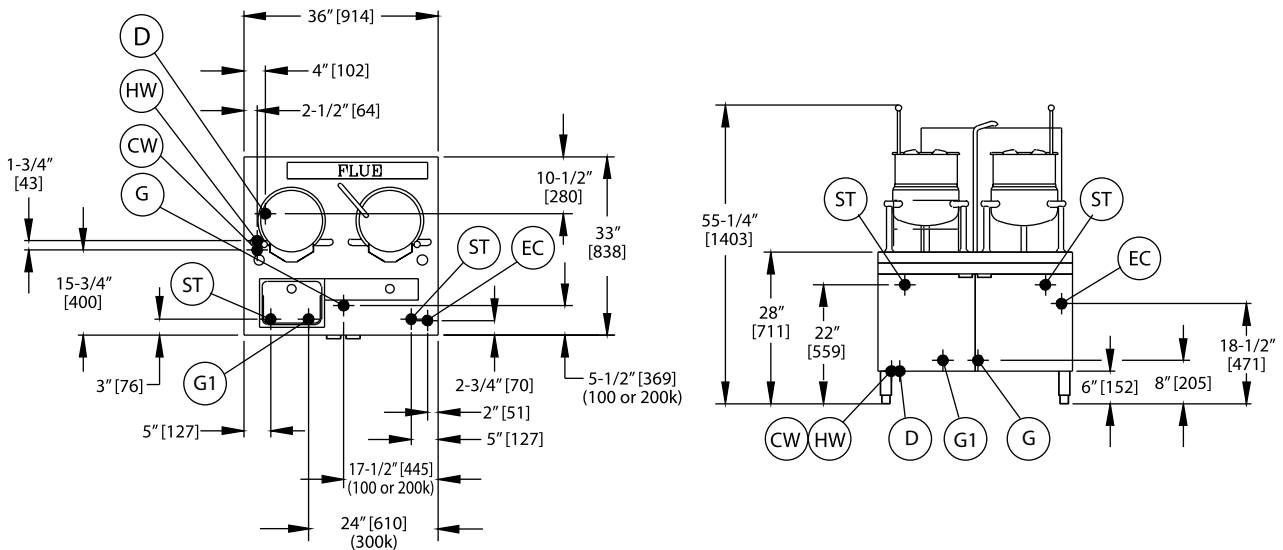 36” [914]
D
4” [102]
HW
2-1/2” [64]
CW
1-3/4”
[43]
G
FLUE
10-1/2”
[280]
33”
[838]
ST
EC
15-3/4”
[400]
ST
3” [76]
G1
2-3/4” [70]
5-1/2” [369]
(100 or 200k)
2” [51]
5” [127]
5” [127]
17-1/2” [445]
(100 or 200k)
24” [610]
(300k)
ST
ST
55-1/4”
[1403]
EC
28”
[711]
22”
[559]
18-1/2”
[471]
6” [152]
8” [205]
CW
HW
D
G1
G